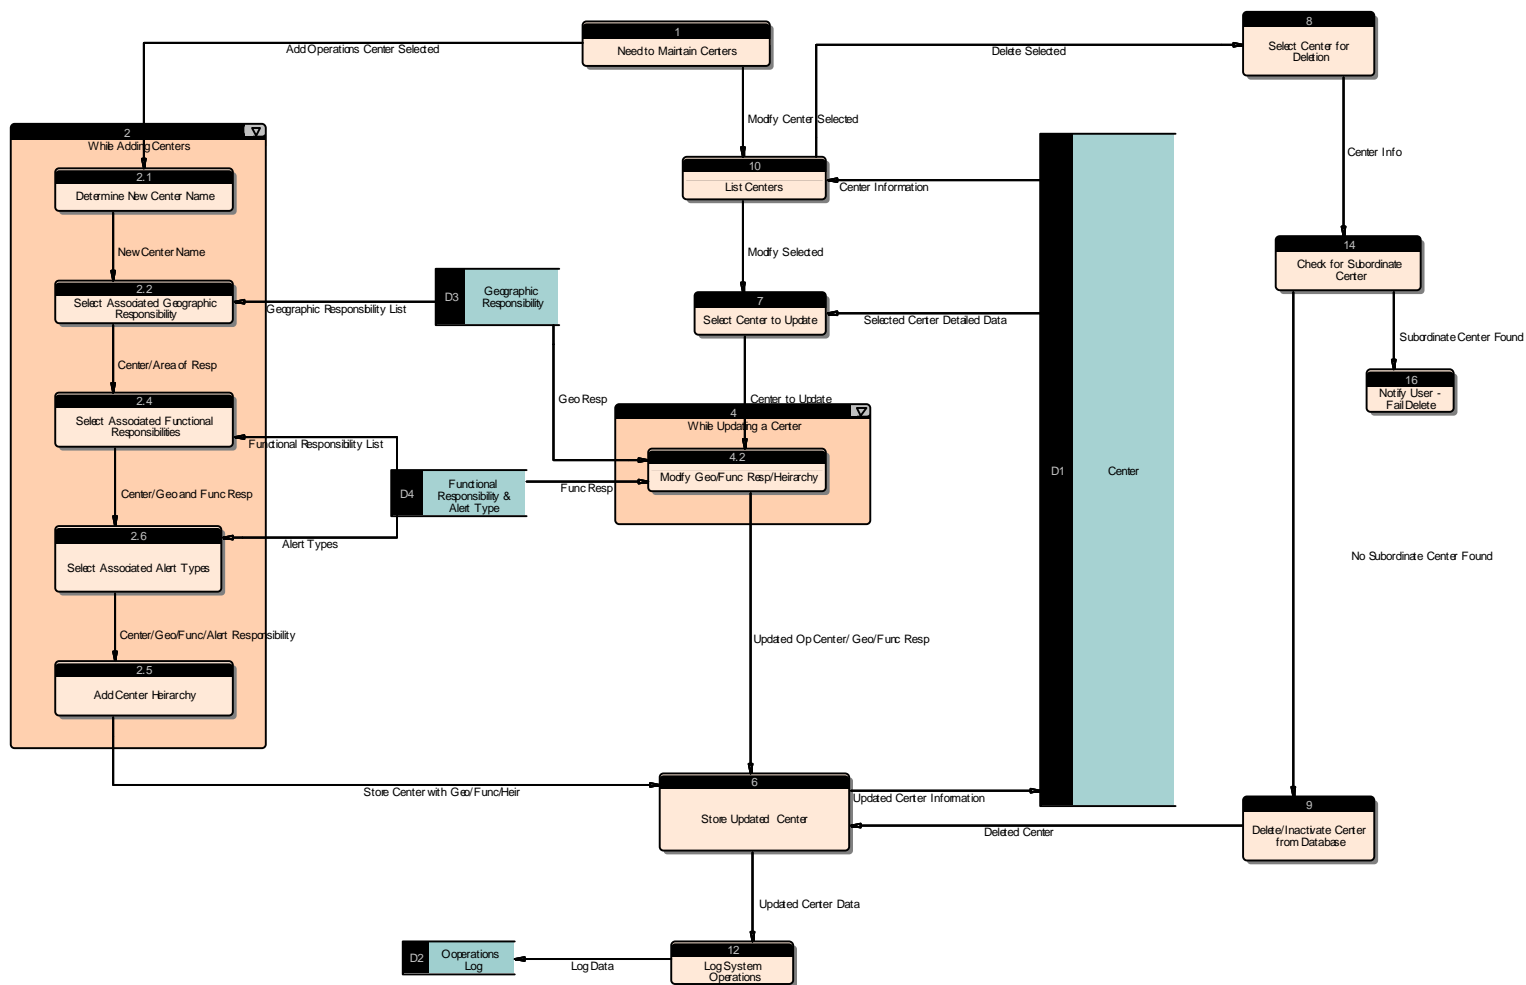 1
Need to Maintain Centers
8
Select Center for
Deletion
Add Operations Center Selected
Delete Selected
Modify Center Selected
2
While Adding Centers
2.1
Determine New Center Name
10
List Centers
Center Information
Center Info
New Center Name
Modify Selected
14
Check for Subordinate
Center
2.2
Select Associated Geographic
Responsibility
Geographic Responsibility List
D3
Geographic
Responsibility
7
Select Center to Update
Selected Center Detailed Data
Subordinate Center Found
16
Notify User -
Fail Delete
Center/Area of Resp
Geo Resp
Center to Update
2.4
Select Associated Functional
Responsibilities
Functional Responsibility List
4
While Updating a Center
4.2
Modify Geo/Func Resp/Heirarchy
D1
Center
D4
Functional
Responsibility &
Alert Type
Func Resp
Center/Geo and Func Resp
2.6
Select Associated Alert Types
Alert Types
No Subordinate Center Found
Center/Geo/Func/Alert Responsibility
Updated Op Center/ Geo/Func Resp
2.5
Add Center Heirarchy
Store Center with Geo/Func/Heir
6
Store Updated Center
Updated Center Information
Deleted Center
9
Delete/Inactivate Center
from Database
Updated Center Data
D2
Ooperations
Log
Log Data
12
Log System
Operations